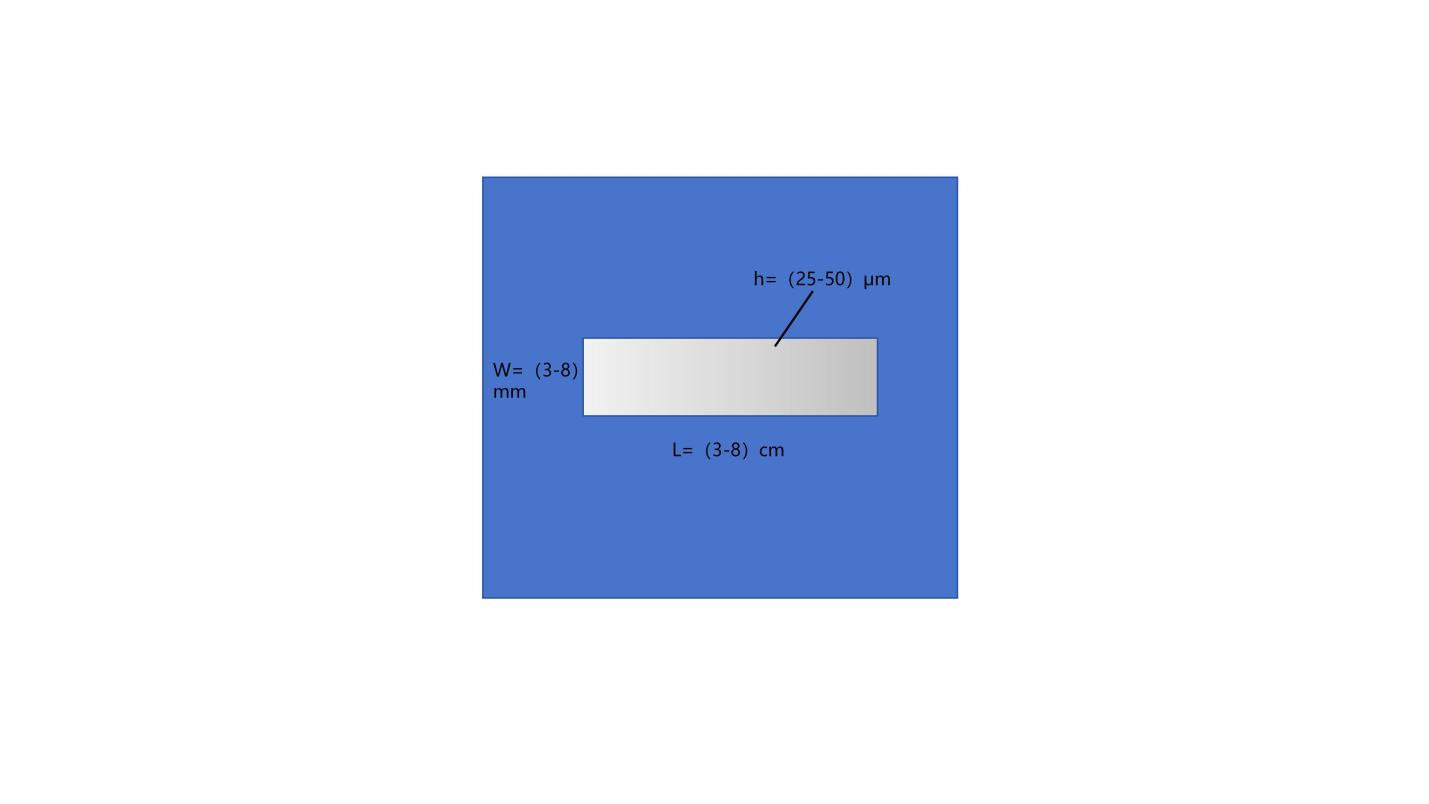 h=（25-50）μm
W=（3-8）
mm
L=（3-8）cm